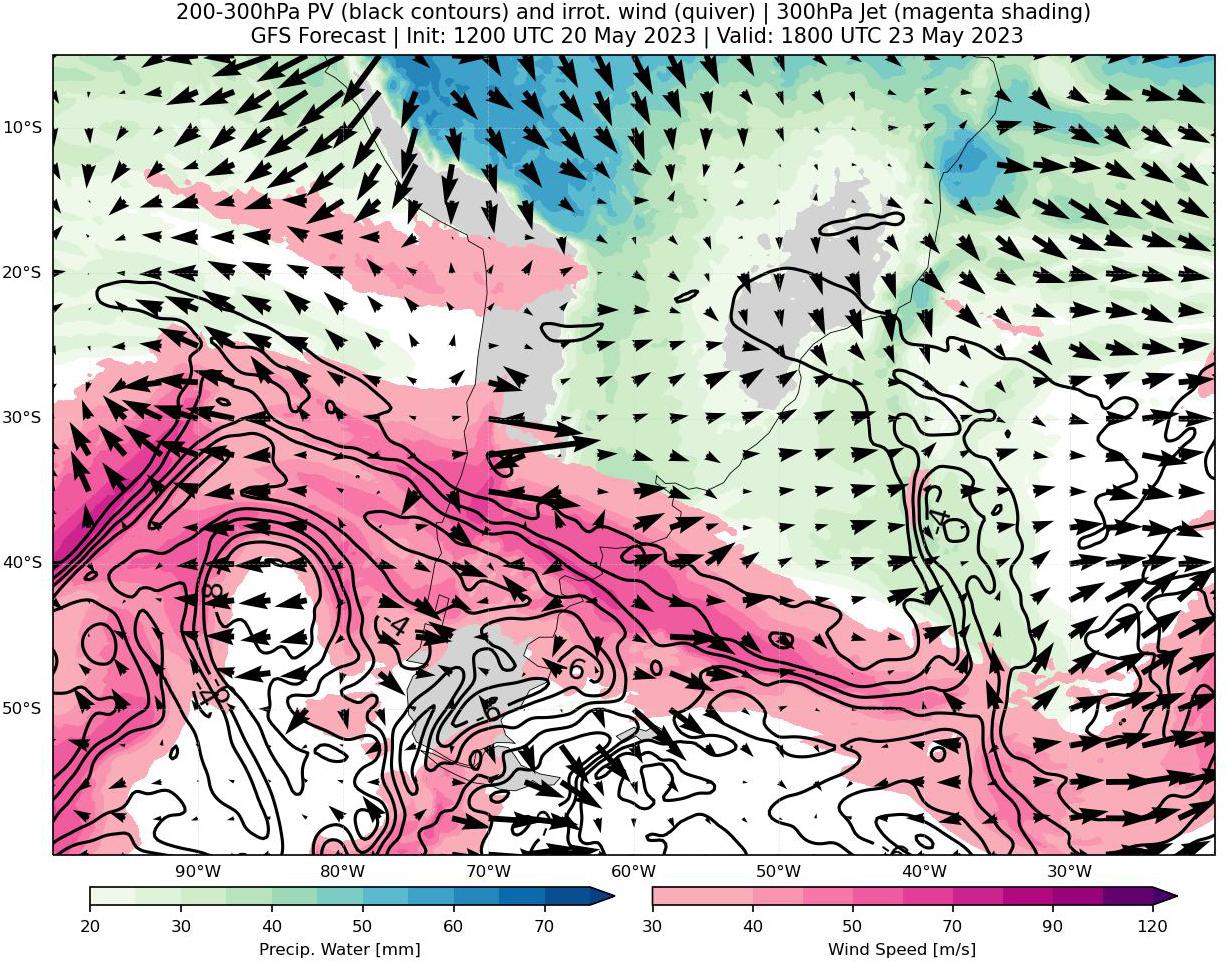 200-300hPa PV (black contours) and irrot. wind (quiver) | 300hPa Jet (magenta shading)
GFS Forecast | Init: 1200 UTC 20 May 2023 | Valid: 1800 UTC 23 May 2023
10°S
20°S
30°S
40°S
50°S
-4
-8
-4
-6
-8
-6
90°W 80°W 70°W 60°W 50°W 40°W 30°W
20 30 40 50 60 70
Precip. Water [mm]
30 40 50 70 90 120
Wind Speed [m/s]